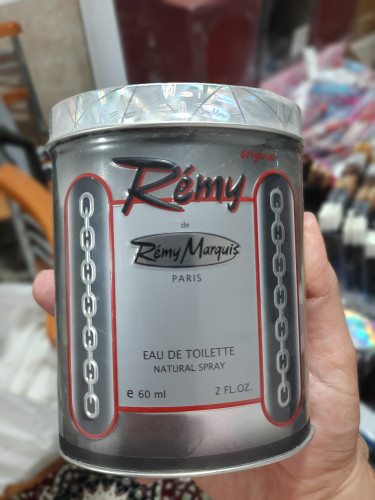 original
Rémy
de
Rémy Marquis
PARIS
EAU DE TOILETTE
NATURAL SPRAY
e 60 ml 2 FL.OZ.